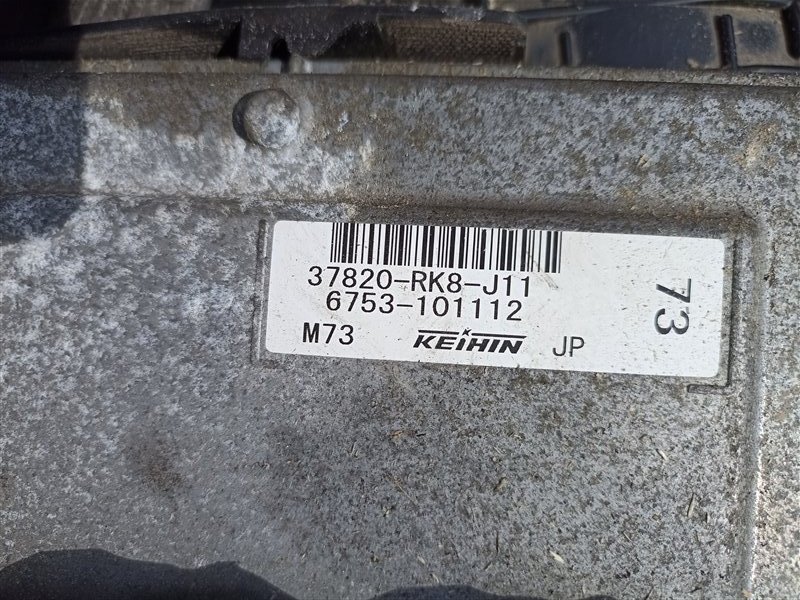 37820-RK8-J11
6753-101112
M73 KEIHIN JP
73